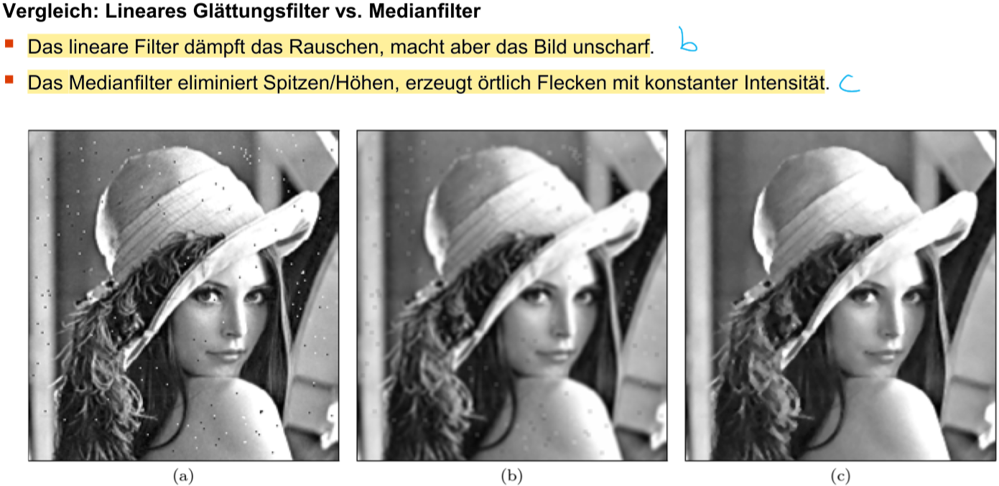 Vergleich: Lineares Glättungsfilter vs. Medianfilter
Das lineare Filter dämpft das Rauschen, macht aber das Bild unscharf. b
Das Medianfilter eliminiert Spitzen/Höhen, erzeugt örtlich Flecken mit konstanter Intensität. c
(a) (b) (c)